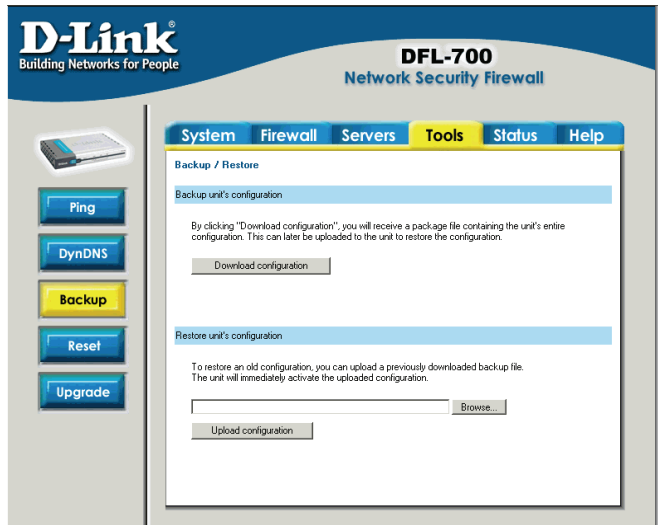 D-Link®
Building Networks for People
DFL-700
Network Security Firewall
System Firewall Servers Tools Status Help
Ping
DynDNS
Backup
Reset
Upgrade
Backup / Restore
Backup unit's configuration
By clicking "Download configuration", you will receive a package file containing the unit's entire
configuration. This can later be uploaded to the unit to restore the configuration.
Download configuration
Restore unit's configuration
To restore an old configuration, you can upload a previously downloaded backup file.
The unit will immediately activate the uploaded configuration.
Browse...
Upload configuration